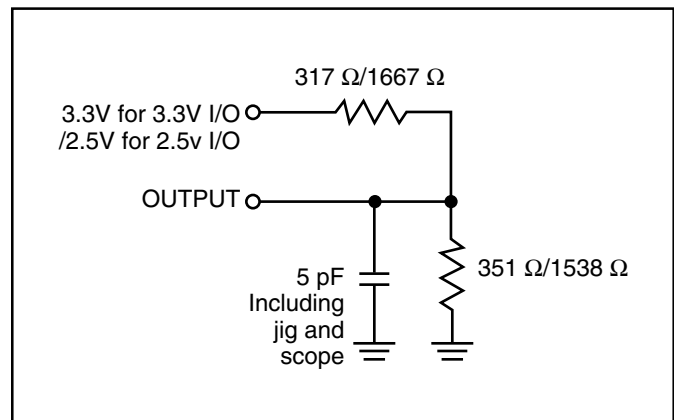 317 Ω/1667 Ω
3.3V for 3.3V I/O
/2.5V for 2.5v I/O
OUTPUT
351 Ω/1538 Ω
5 pF
Including
jig and
scope